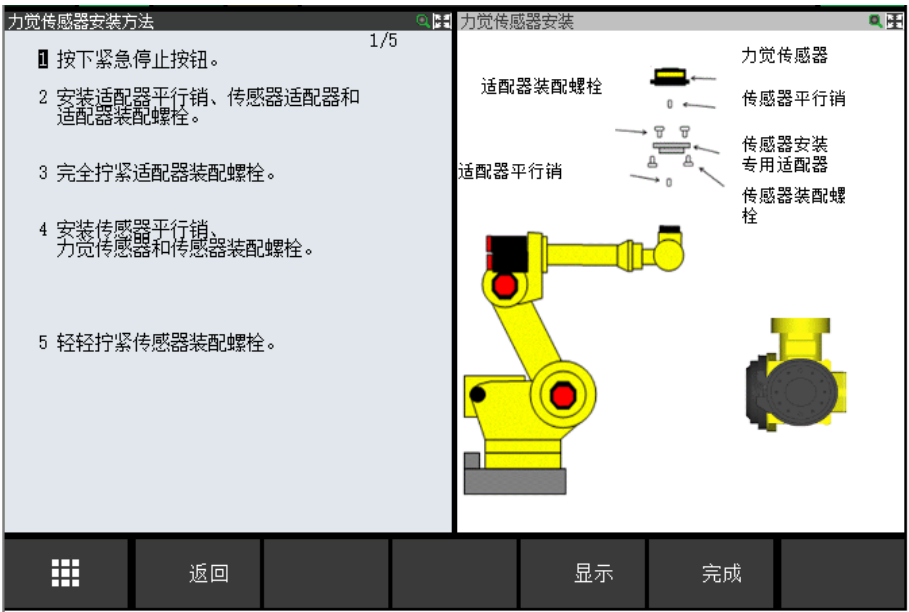 力觉传感器安装方法
1/5
1 按下紧急停止按钮。
2 安装适配器平行销、传感器适配器和
适配器装配螺栓。
3 完全拧紧适配器装配螺栓。
4 安装传感器平行销、
力觉传感器和传感器装配螺栓。
5 轻轻拧紧传感器装配螺栓。
力觉传感器安装
力觉传感器
适配器装配螺栓
传感器平行销
传感器安装
专用适配器
适配器平行销
传感器装配螺
栓
返回
显示
完成